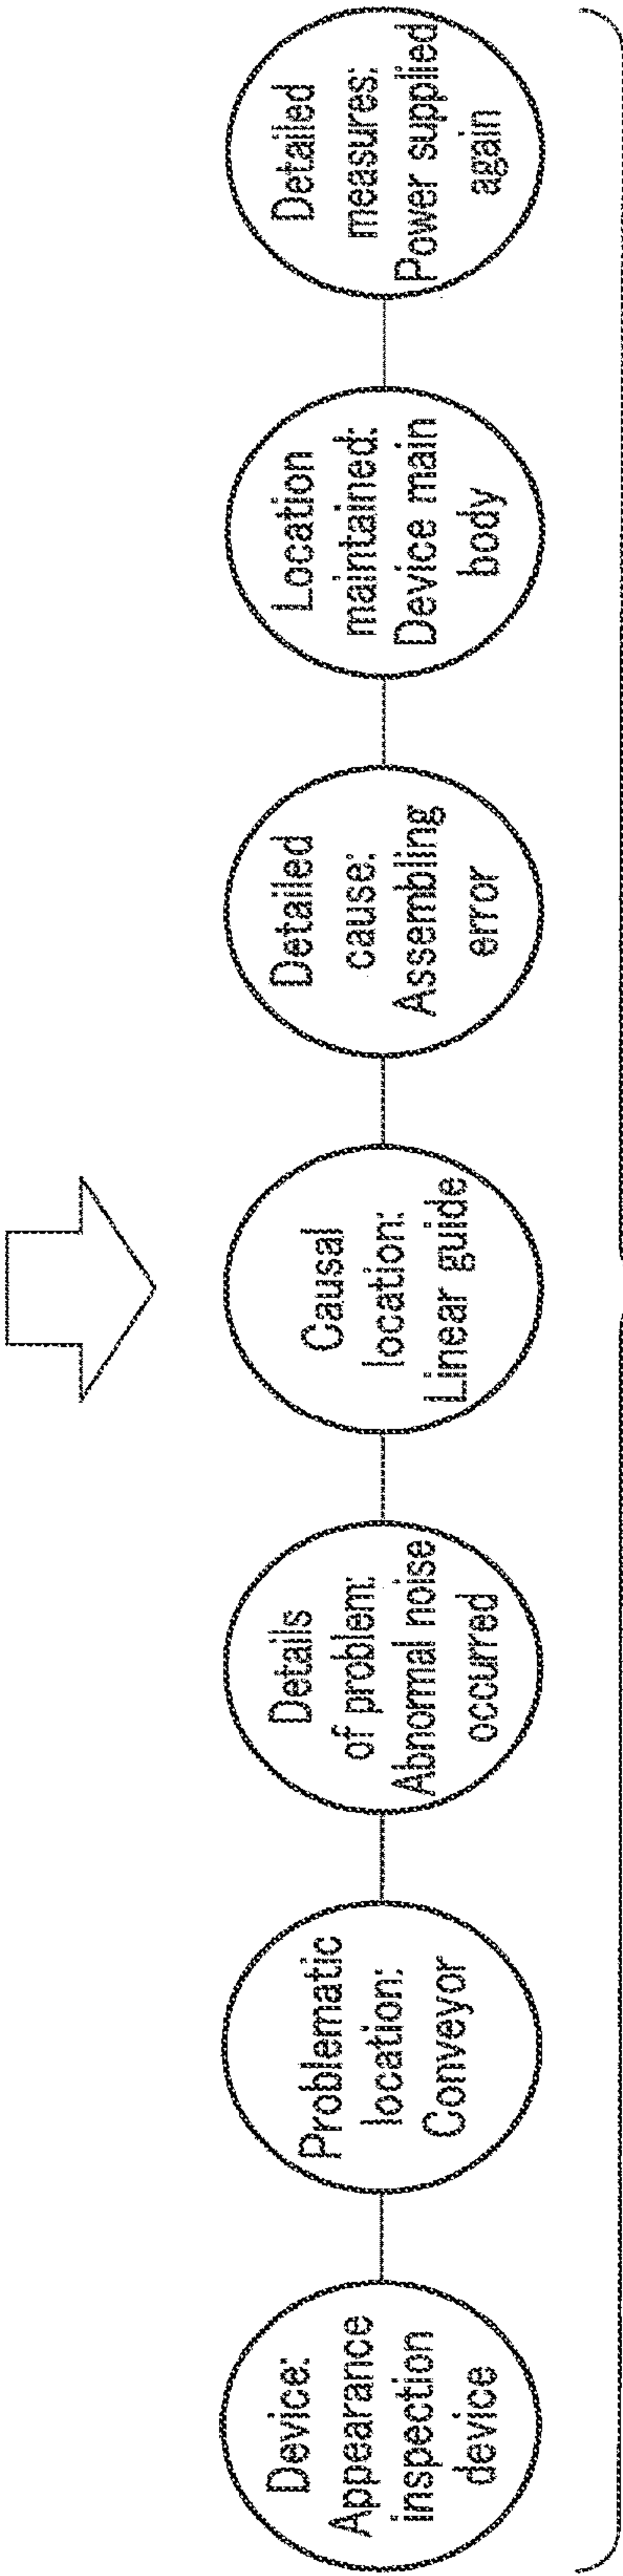 Device:
Appearance
inspection
device
Problematic
location:
Conveyor
Details
of problem:
Abnormal noise
occurred
Causal
location:
Linear guide
Detailed
cause:
Assembling
error
Location
maintained:
Device main
body
Detailed
measures:
Power supplied
again